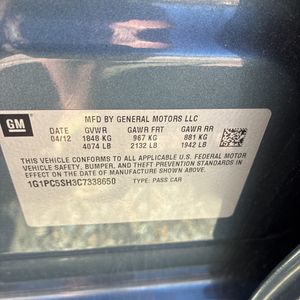 GM
MFD BY GENERAL MOTORS LLC
DATE GVWR GAWR FRT GAWR RR
04/12 1848 KG 967 KG 881 KG
4074 LB 2132 LB 1942 LB
THIS VEHICLE CONFORMS TO ALL APPLICABLE U.S. FEDERAL MOTOR
VEHICLE SAFETY, BUMPER, AND THEFT PREVENTION STANDARDS IN
EFFECT ON THE DATE OF MANUFACTURE SHOWN ABOVE.
1G1PC5SH3C7338650 TYPE: PASS CAR